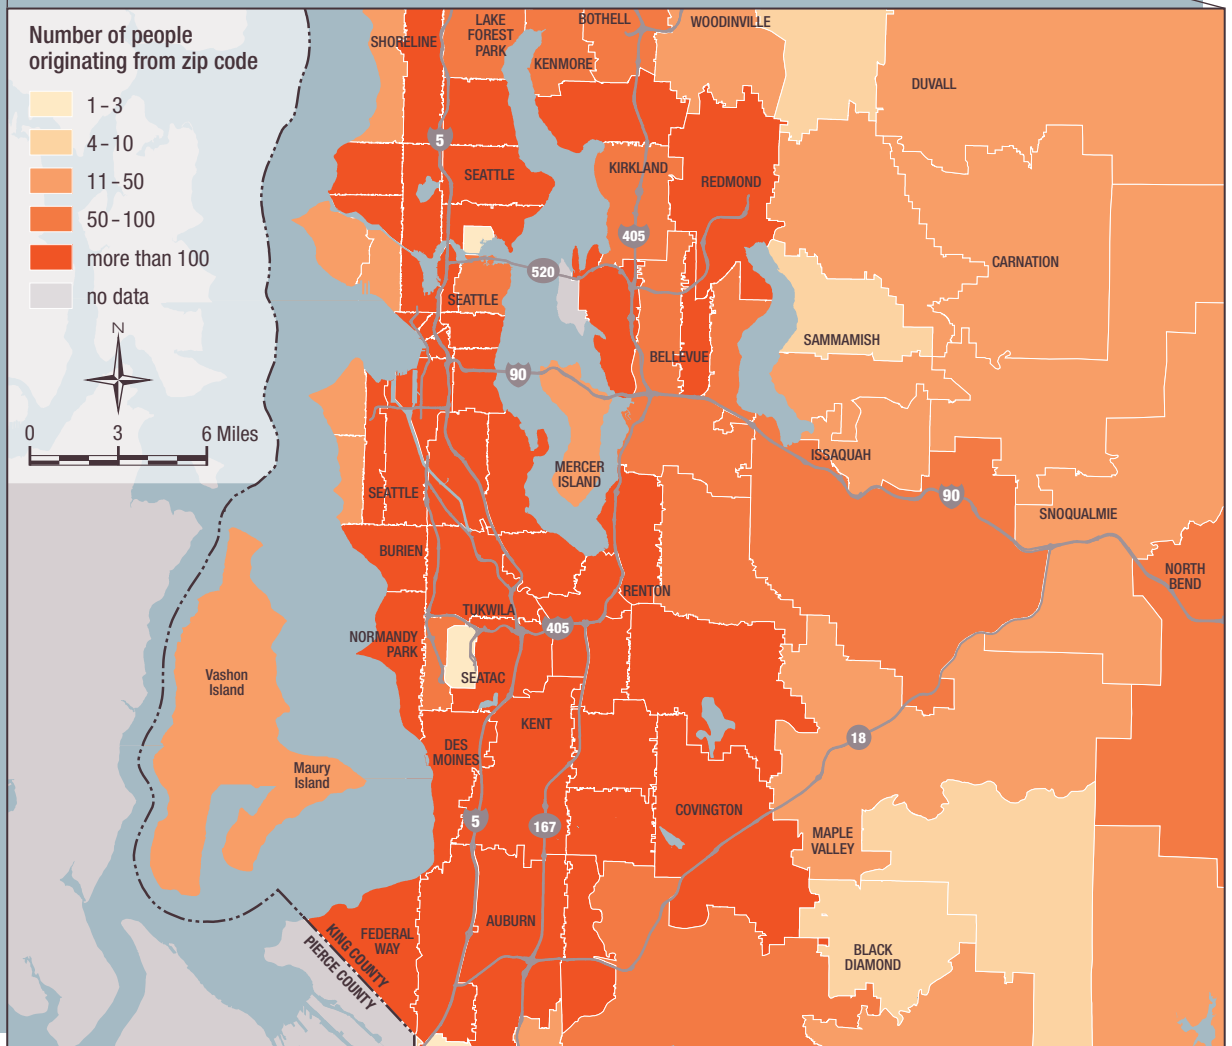 Number of people
originating from zip code
1 - 3
4 - 10
11 - 50
50 - 100
more than 100
no data
N
0 3 6 Miles
SHORELINE
LAKE
FOREST
PARK
BOTHELL
KENMORE
WOODINVILLE
DUVALL
5
SEATTLE
KIRKLAND
REDMOND
405
520
CARNATION
SEATTLE
SAMMAMISH
BELLEVUE
90
MERCER
ISLAND
ISSAQUAH
90
SEATTLE
SNOQUALMIE
BURIEN
NORTH
BEND
RENTON
TUKWILA
405
NORMANDY
PARK
SEATAC
Vashon
Island
KENT
DES
MOINES
18
Maury
Island
5
167
COVINGTON
MAPLE
VALLEY
AUBURN
FEDERAL
WAY
BLACK
DIAMOND
KING COUNTY
PIERCE COUNTY